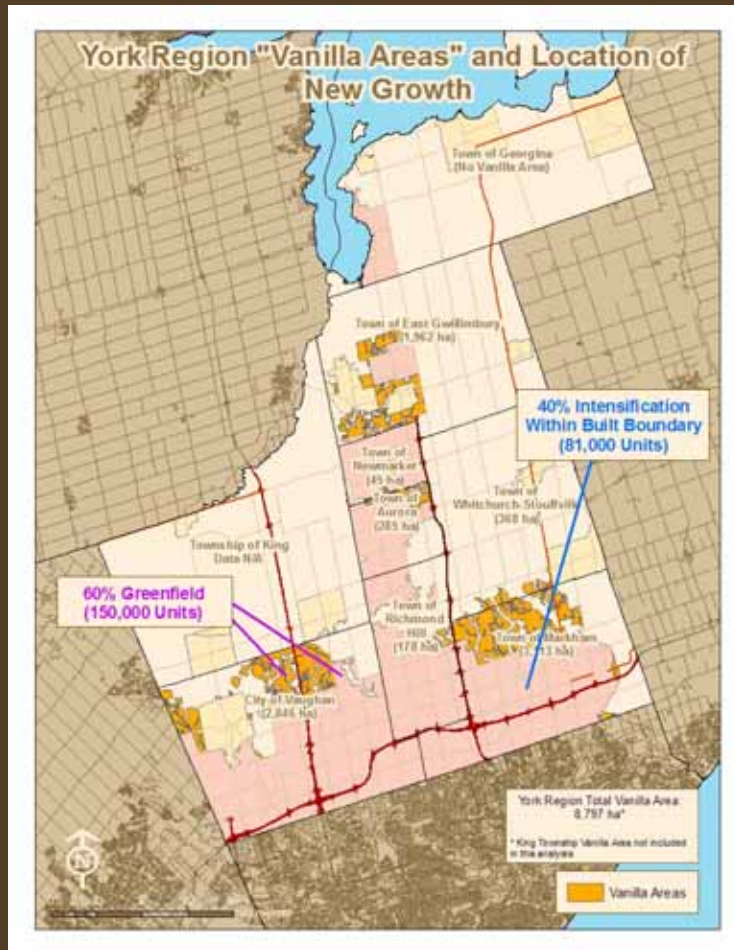 York Region "Vanilla Areas" and Location of
New Growth
Town of Georgina
(No Vanilla Area)
Town of East Gwillimbury
(1,962 ha)
40% Intensification
Within Built Boundary
(81,000 Units)
Town of
Newmarket
(45 ha)
Town of
Aurora
(285 ha)
Town of
Whitchurch-Stouffville
(368 ha)
Township of King
Data N/A
60% Greenfield
(150,000 Units)
Town of
Richmond
Hill
(178 ha)
Town of Markham
City of Vaughan
York Region Total Vanilla Area:
8,797 ha*
* King Township Vanilla Area not included
in this analysis
N
Vanilla Areas